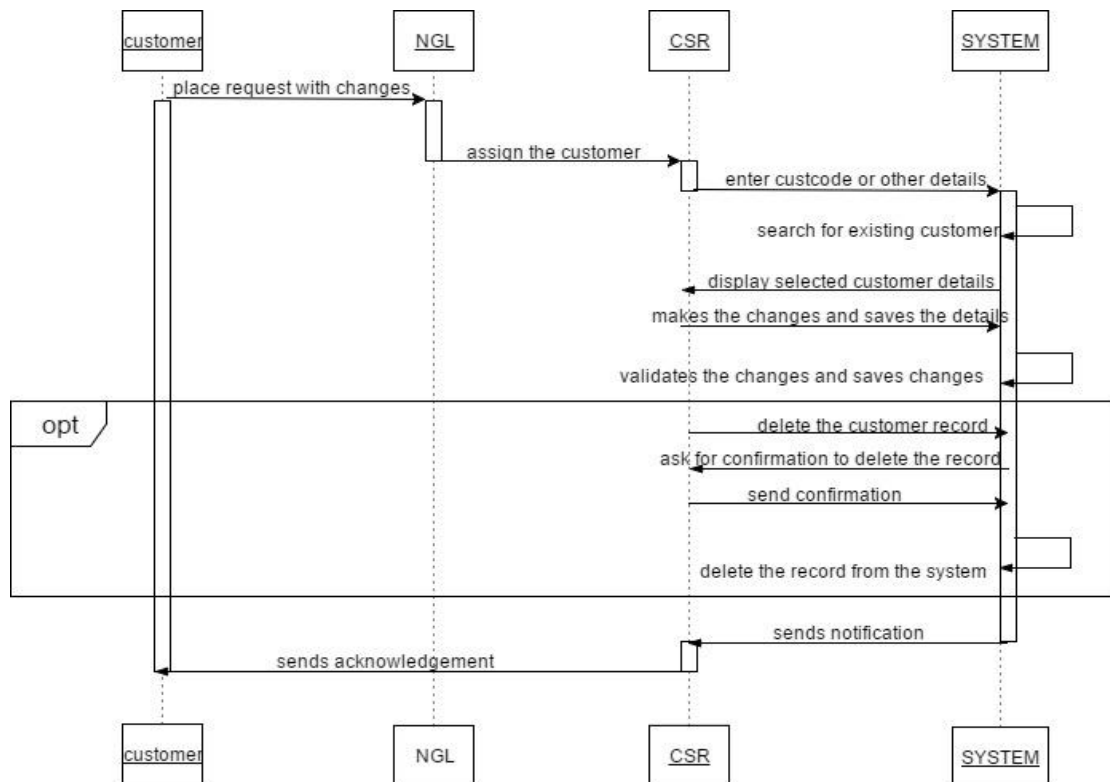 customer NGL CSR SYSTEM
place request with changes
assign the customer
enter custcode or other details
search for existing customer
display selected customer details
makes the changes and saves the details
validates the changes and saves changes
opt
delete the customer record
ask for confirmation to delete the record
send confirmation
delete the record from the system
sends notification
sends acknowledgement
customer NGL CSR SYSTEM